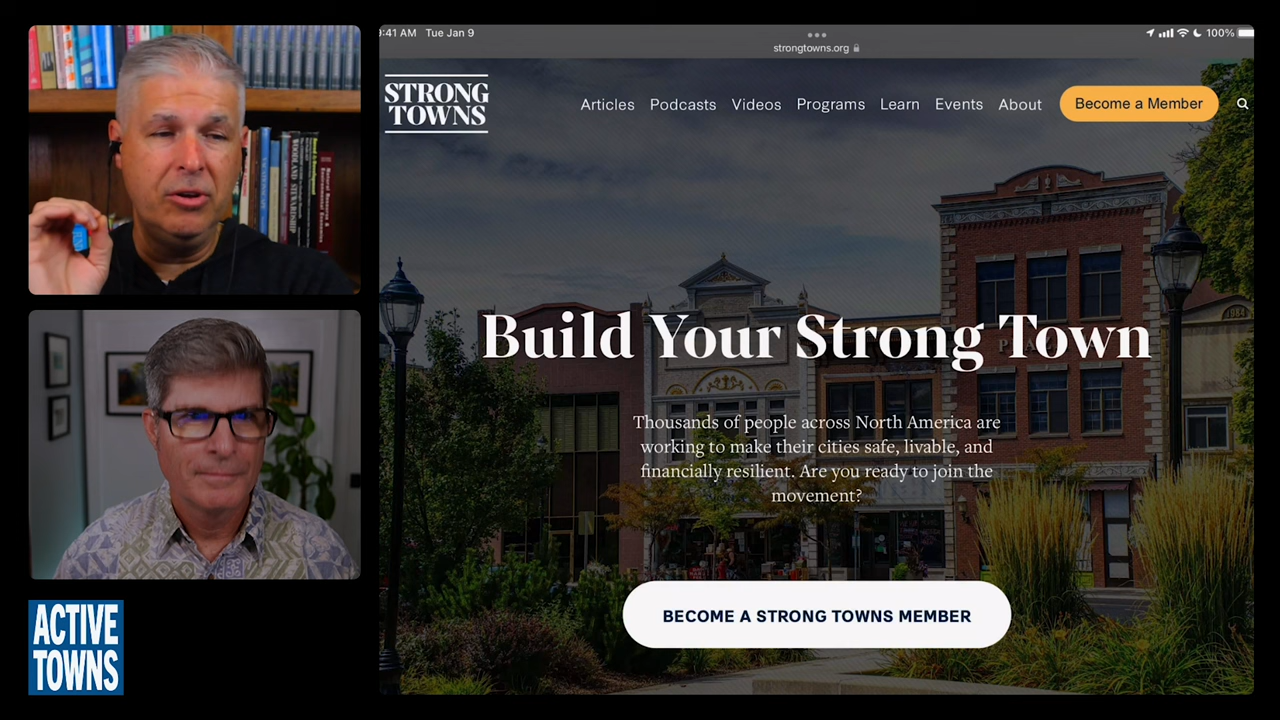 9:41 AM Tue Jan 9
strongtowns.org
100%
STRONG
TOWNS
Articles Podcasts Videos Programs Learn Events About Become a Member
Build Your Strong Town
Thousands of people across North America are
working to make their cities safe, livable, and
financially resilient. Are you ready to join the
movement?
BECOME A STRONG TOWNS MEMBER
WOODLAND STEWARDSHIP
ACTIVE
TOWNS